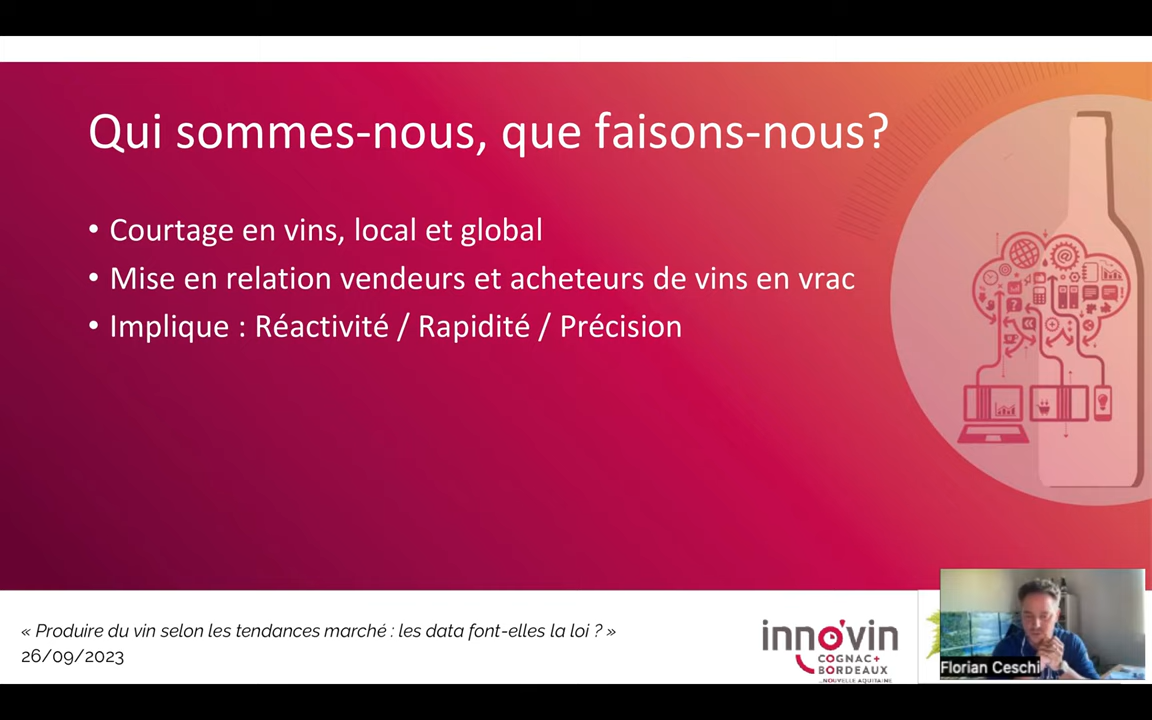 Qui sommes-nous, que faisons-nous?
• Courtage en vins, local et global
• Mise en relation vendeurs et acheteurs de vins en vrac
• Implique : Réactivité / Rapidité / Précision
« Produire du vin selon les tendances marché : les data font-elles la loi ? »
26/09/2023
inno'vin
COGNAC+
BORDEAUX
...NOUVELLE AQUITAINE
Florian Ceschi